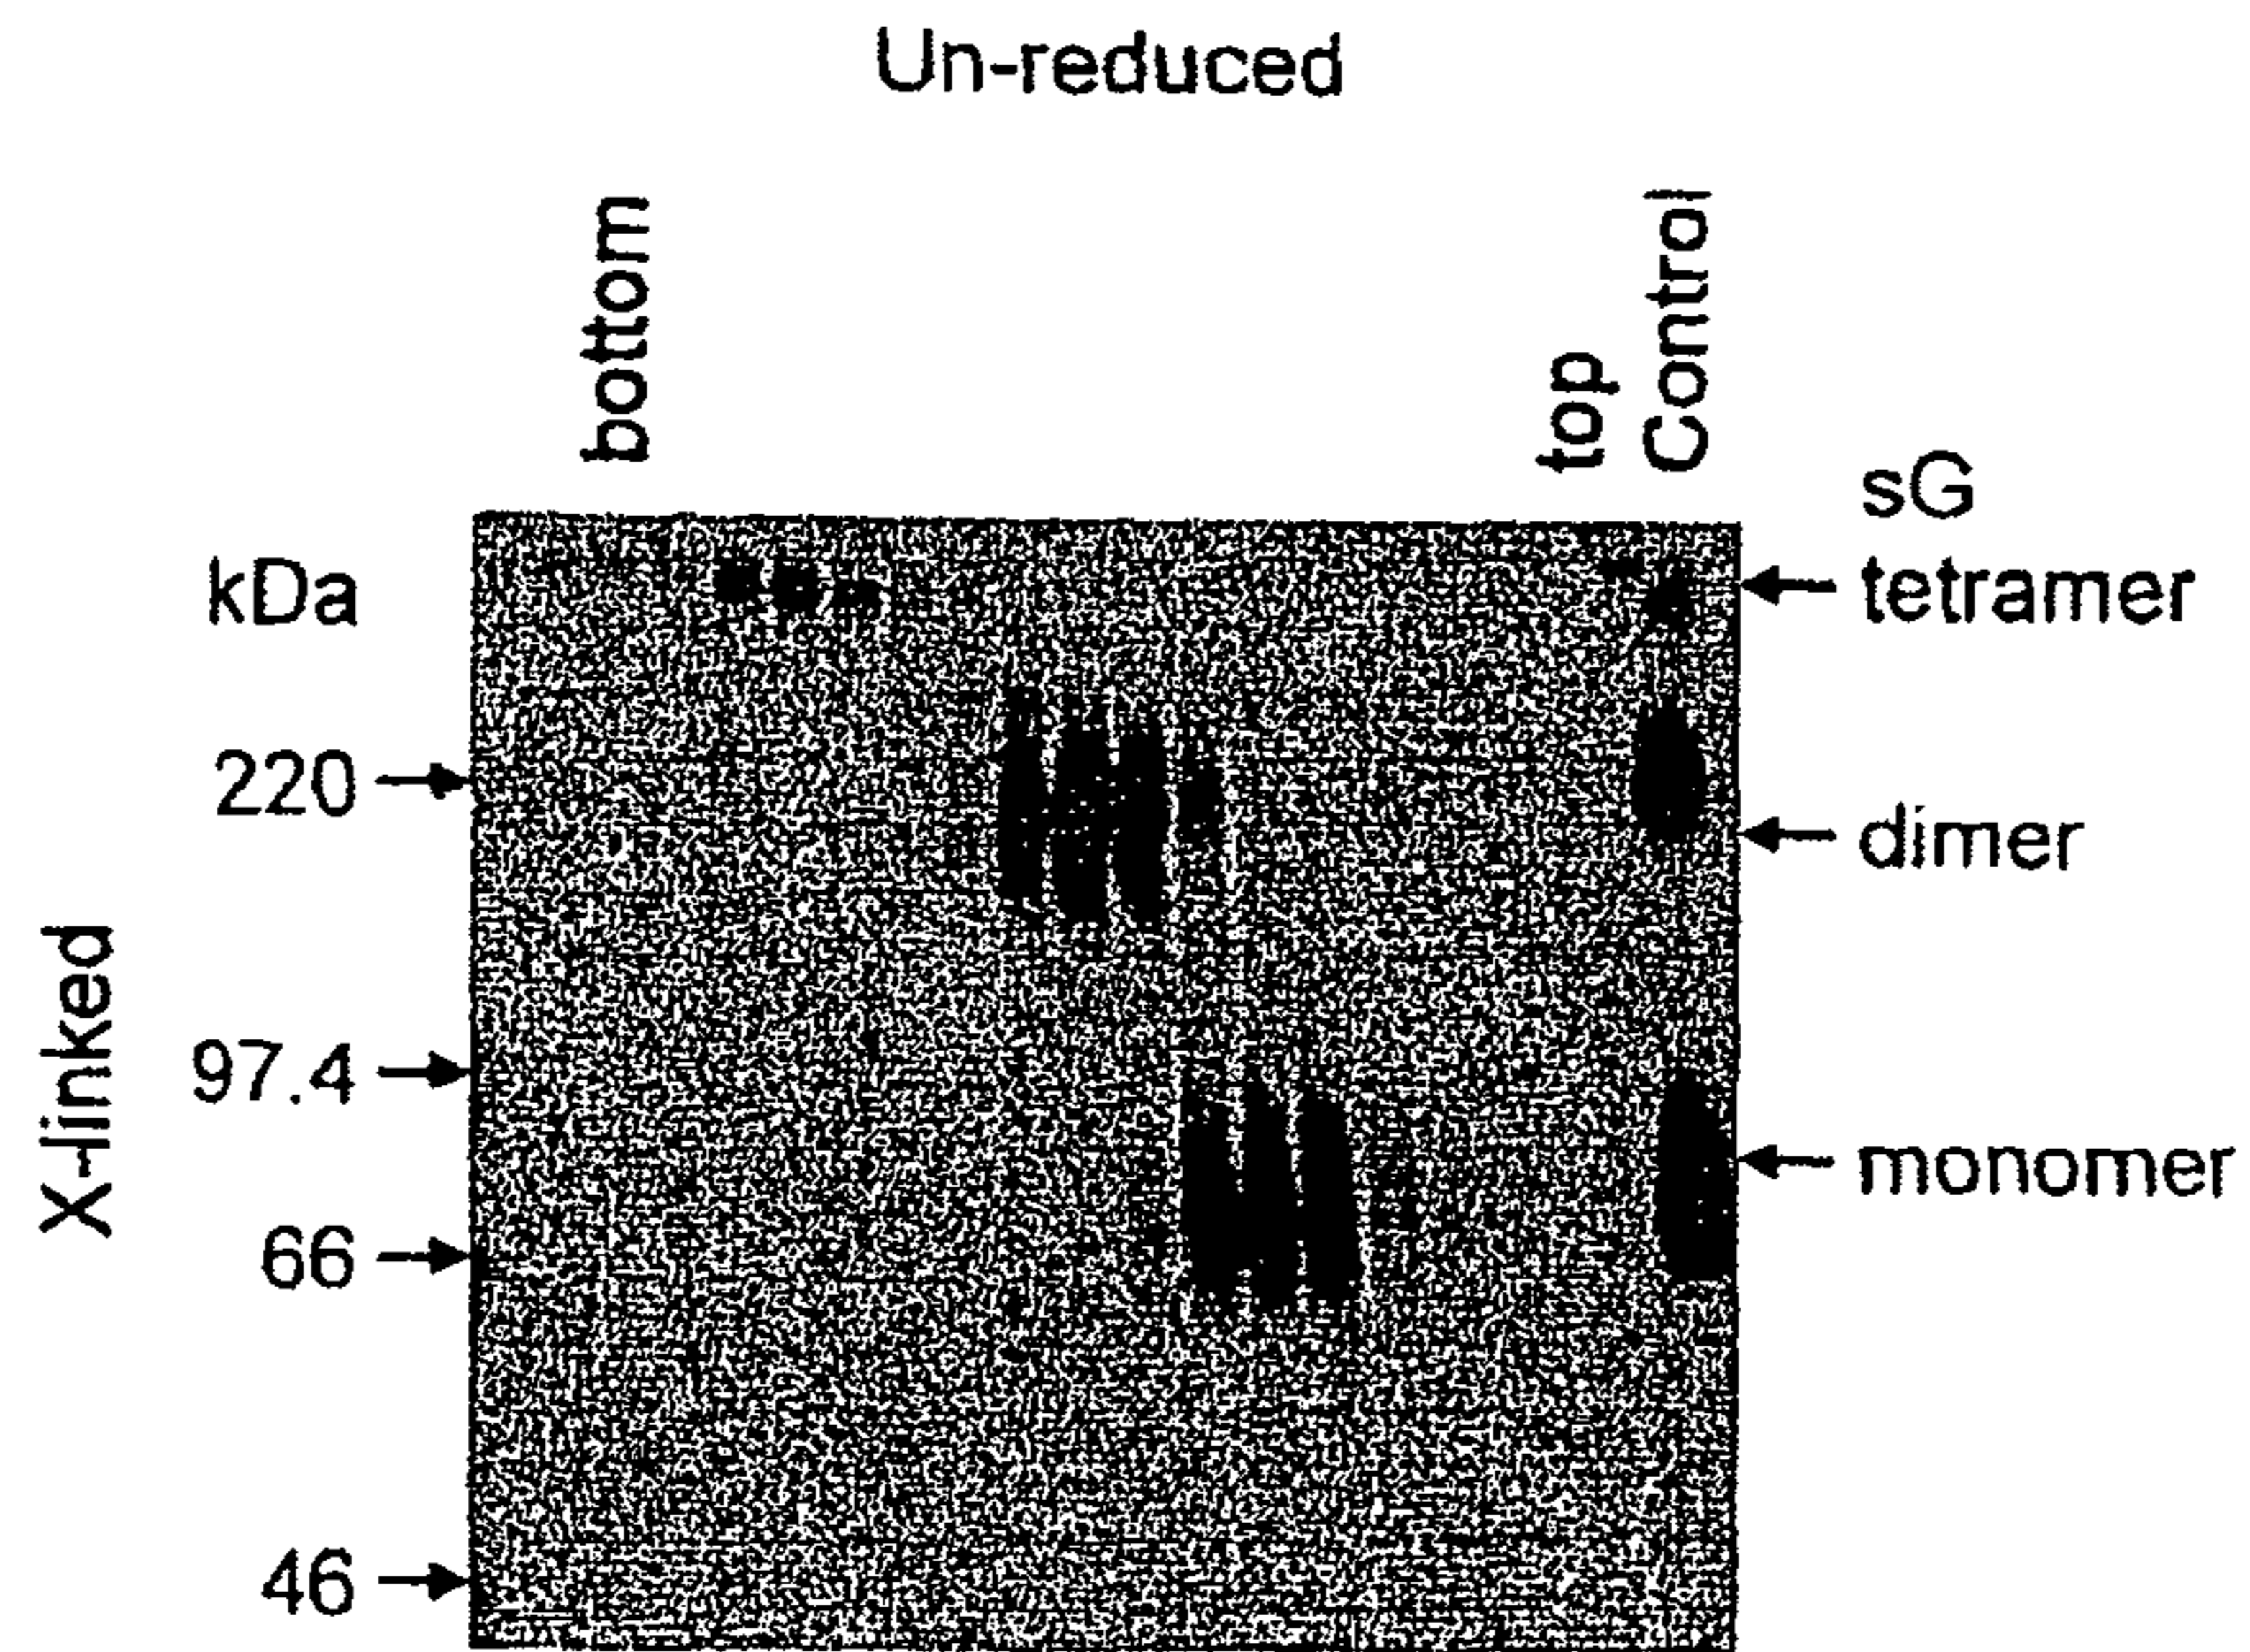 Un-reduced
bottom
top
Control
sG
kDa
tetramer
220
dimer
X-linked
97.4
monomer
66
46